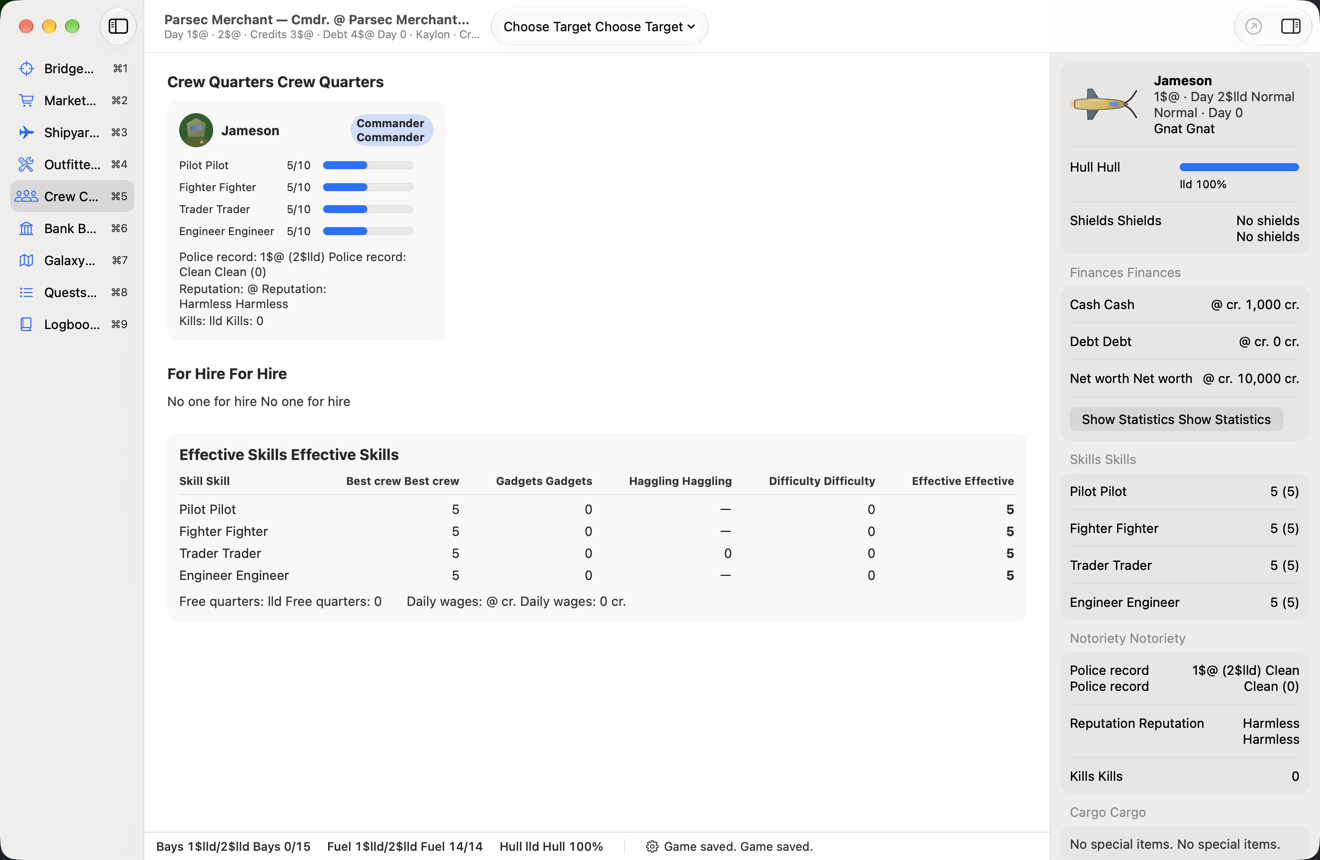 Parsec Merchant — Cmdr. @ Parsec Merchant...
Day 1$@ · 2$@ · Credits 3$@ · Debt 4$@ Day 0 · Kaylon · Cr...
Choose Target Choose Target
Bridge... ⌘1
Market... ⌘2
Shipyar... ⌘3
Outfitte... ⌘4
Crew C... ⌘5
Bank B... ⌘6
Galaxy... ⌘7
Quests... ⌘8
Logboo... ⌘9
Crew Quarters Crew Quarters
Jameson
Commander
Commander
Pilot Pilot 5/10
Fighter Fighter 5/10
Trader Trader 5/10
Engineer Engineer 5/10
Police record: 1$@ (2$lld) Police record:
Clean Clean (0)
Reputation: @ Reputation:
Harmless Harmless
Kills: lld Kills: 0
For Hire For Hire
No one for hire No one for hire
Effective Skills Effective Skills
Skill Skill Best crew Best crew Gadgets Gadgets Haggling Haggling Difficulty Difficulty Effective Effective
Pilot Pilot 5 0 — 0 5
Fighter Fighter 5 0 — 0 5
Trader Trader 5 0 0 0 5
Engineer Engineer 5 0 — 0 5
Free quarters: lld Free quarters: 0 Daily wages: @ cr. Daily wages: 0 cr.
Jameson
1$@ · Day 2$lld Normal
Normal · Day 0
Gnat Gnat
Hull Hull
lld 100%
Shields Shields No shields
No shields
Finances Finances
Cash Cash @ cr. 1,000 cr.
Debt Debt @ cr. 0 cr.
Net worth Net worth @ cr. 10,000 cr.
Show Statistics Show Statistics
Skills Skills
Pilot Pilot 5 (5)
Fighter Fighter 5 (5)
Trader Trader 5 (5)
Engineer Engineer 5 (5)
Notoriety Notoriety
Police record 1$@ (2$lld) Clean
Police record Clean (0)
Reputation Reputation Harmless
Harmless
Kills Kills 0
Cargo Cargo
No special items. No special items.
Bays 1$lld/2$lld Bays 0/15 Fuel 1$lld/2$lld Fuel 14/14 Hull lld Hull 100% Game saved. Game saved.